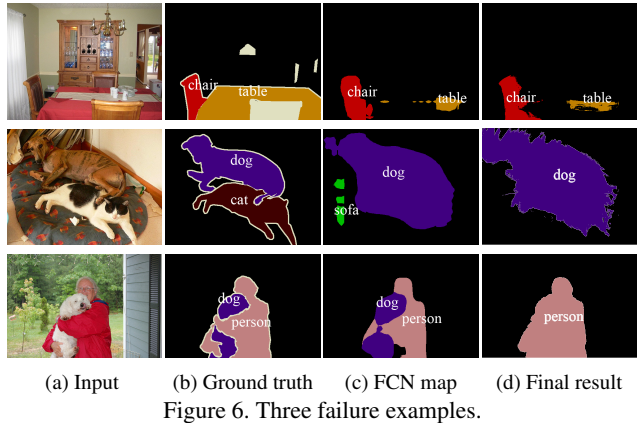 chair
table
chair
table
chair
table
dog
cat
dog
sofa
dog
dog
person
dog
person
person
(a) Input (b) Ground truth (c) FCN map (d) Final result
Figure 6. Three failure examples.